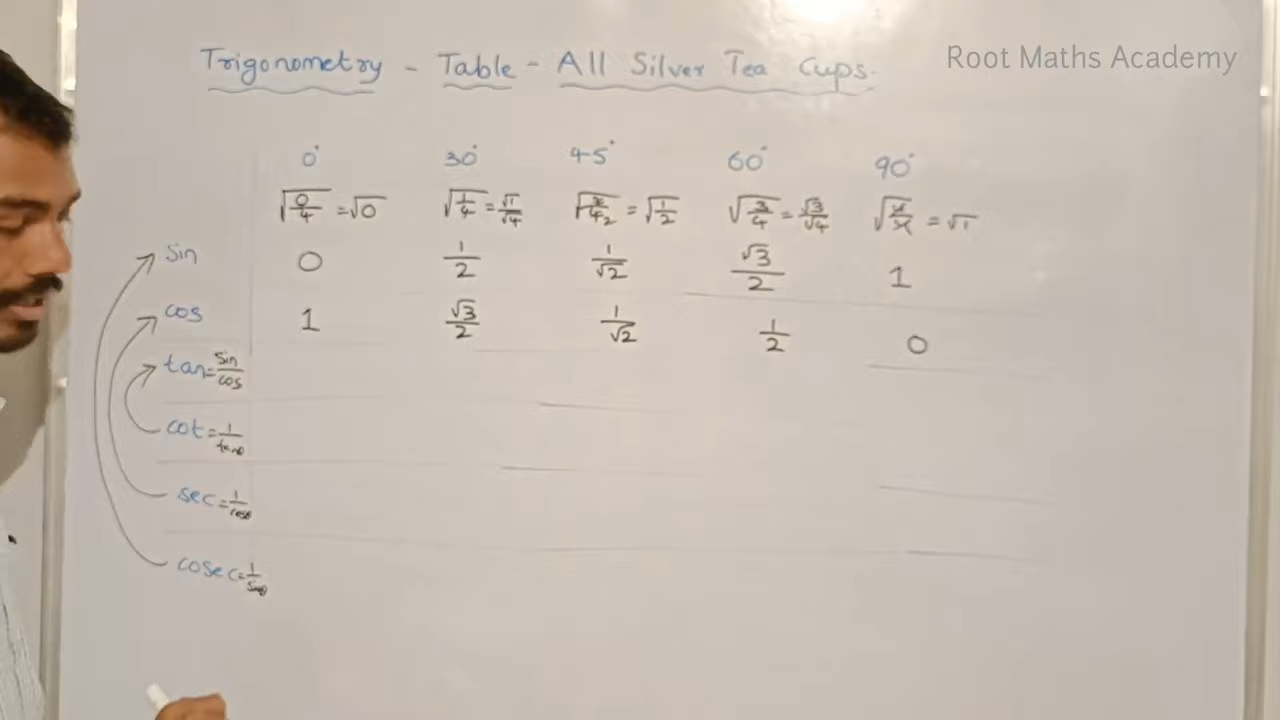 Trigonometry - Table - All Silver Tea Cups.
Root Maths Academy
0° 30° 45° 60° 90°
√0/4 = √0 √1/4 = √1/√4 √2/4 2 = √1/2 √3/4 = √3/√4 √4/4 = √1
sin 0 1/2 1/√2 √3/2 1
cos 1 √3/2 1/√2 1/2 0
tan = sin/cos
cot = 1/tanθ
sec = 1/cosθ
cosec = 1/sinθ